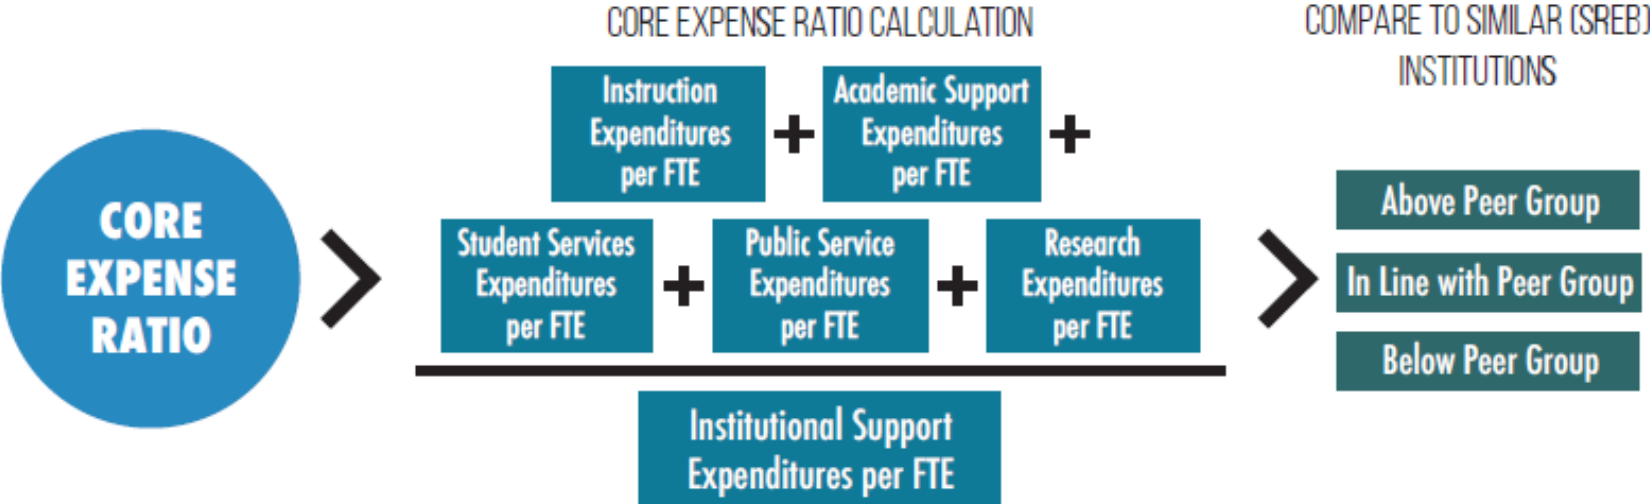 CORE EXPENSE RATIO CALCULATION
COMPARE TO SIMILAR (SREB)
INSTITUTIONS
CORE
EXPENSE
RATIO
Instruction
Expenditures
per FTE
+
Academic Support
Expenditures
per FTE
+
Student Services
Expenditures
per FTE
+
Public Service
Expenditures
per FTE
+
Research
Expenditures
per FTE
Institutional Support
Expenditures per FTE
Above Peer Group
In Line with Peer Group
Below Peer Group